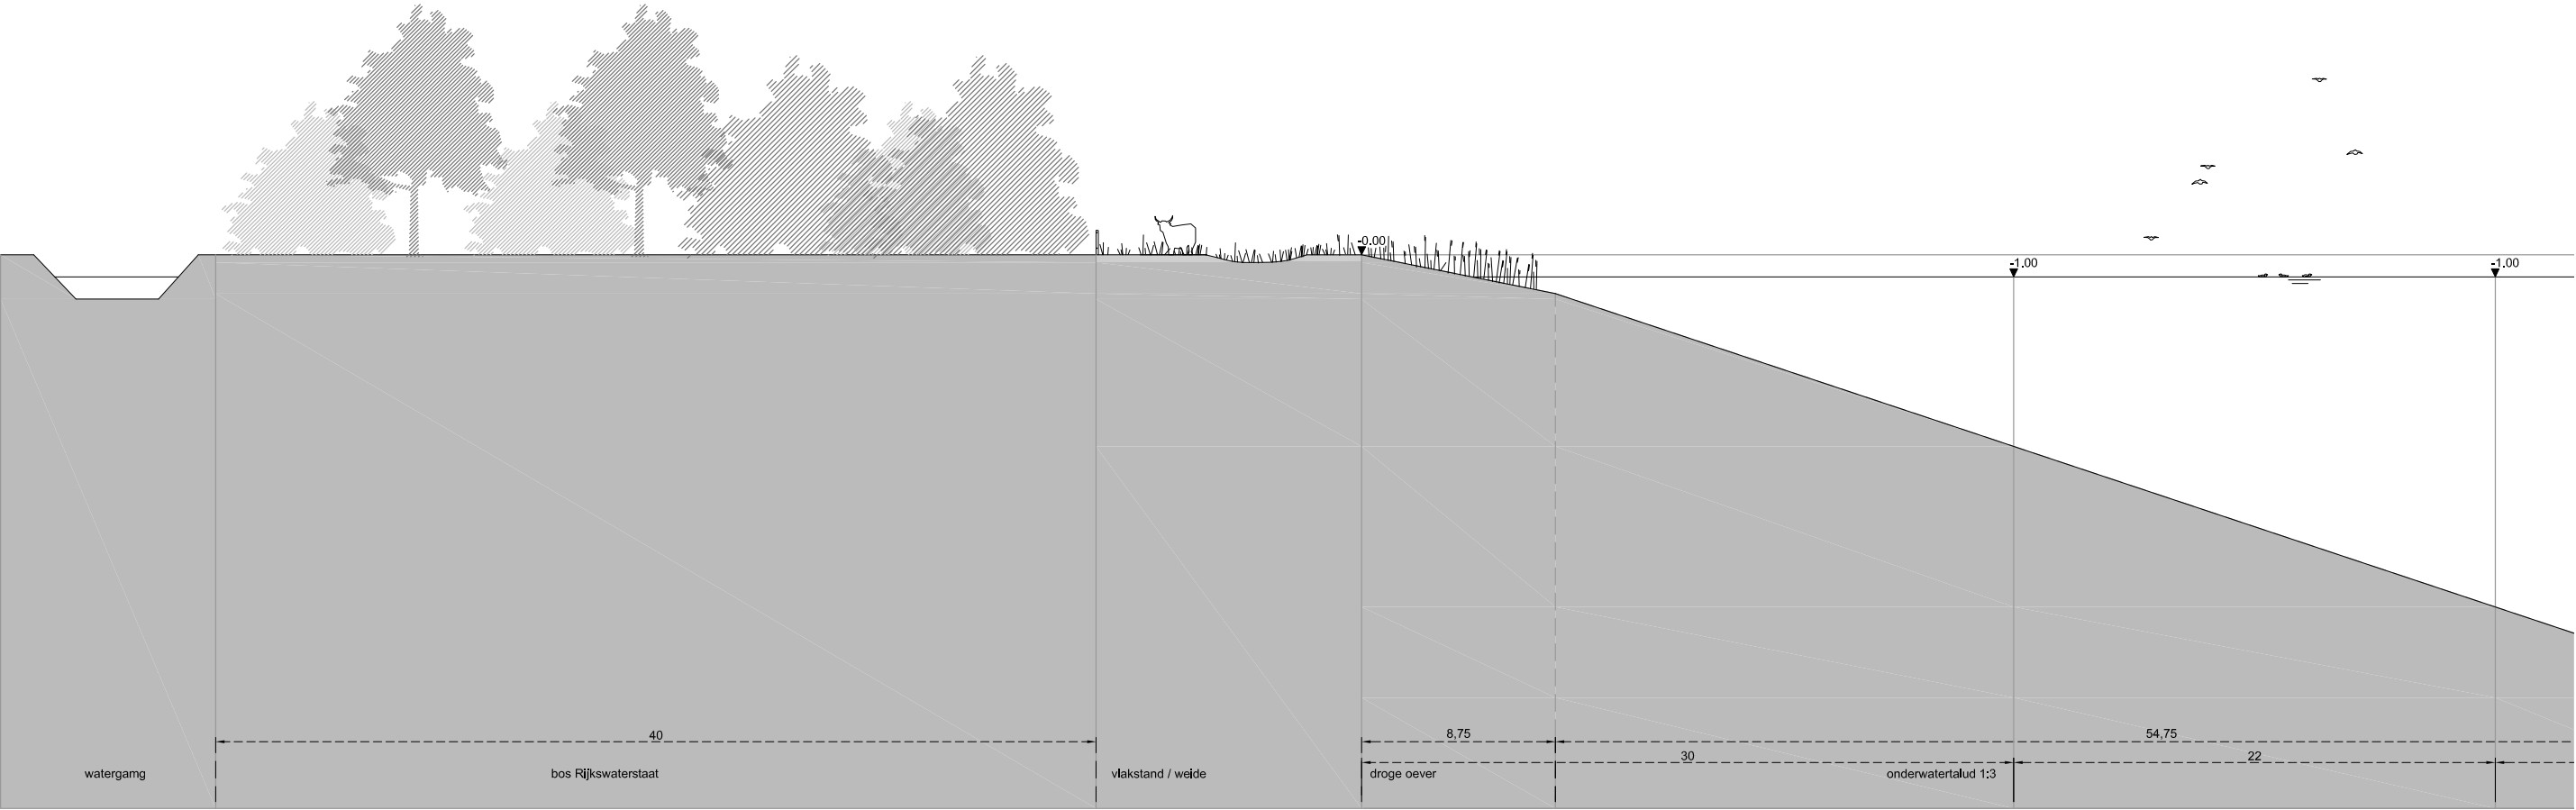 -0.00
-1.00
-1.00
40
8,75
54,75
30
22
watergamg
bos Rijkswaterstaat
vlakstand / weide
droge oever
onderwatertalud 1:3